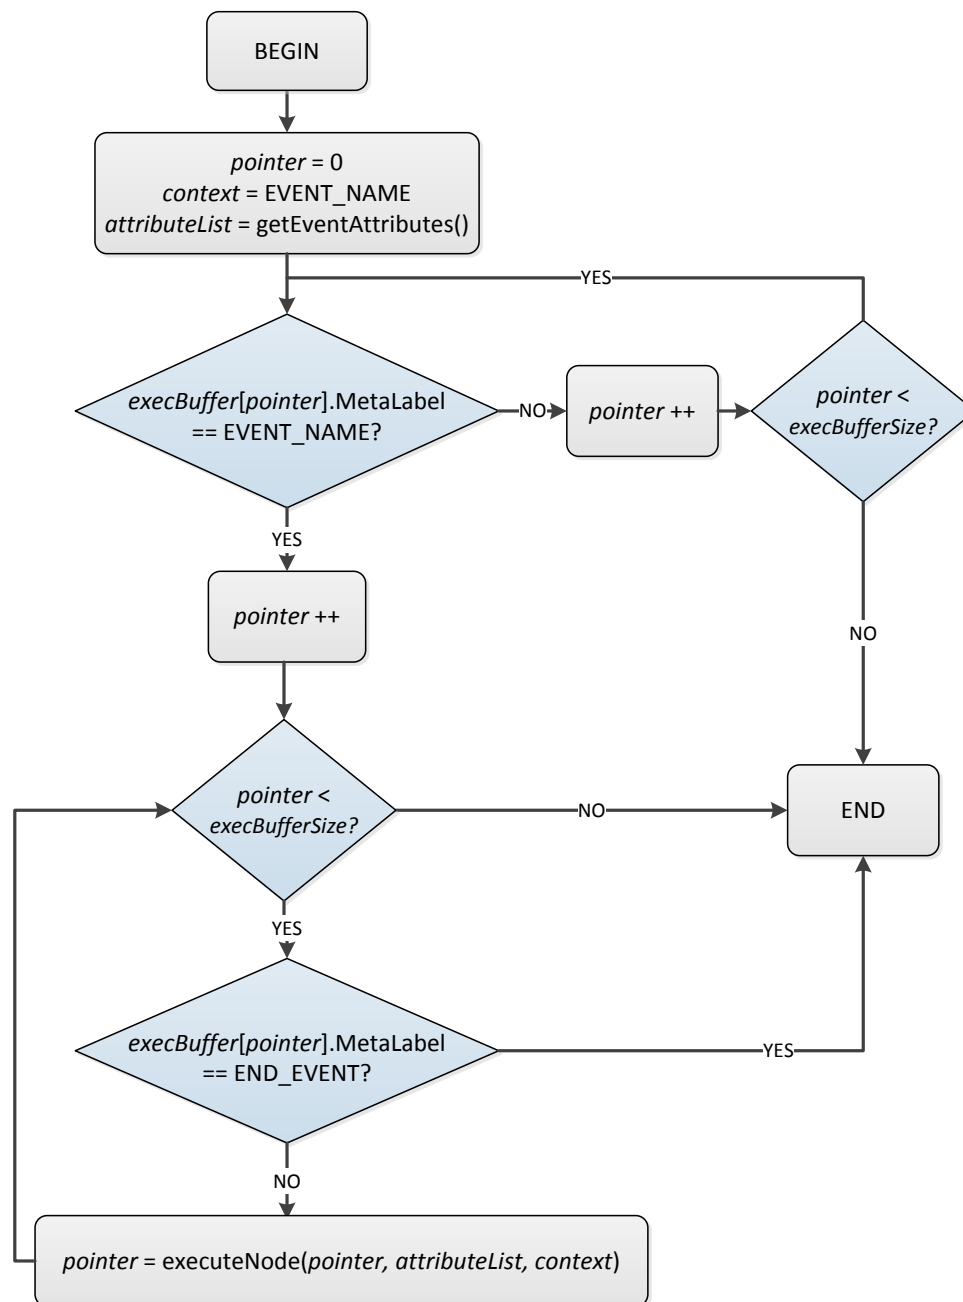 BEGIN
pointer = 0
context = EVENT_NAME
attributeList = getEventAttributes()
YES
execBuffer[pointer].MetaLabel
== EVENT_NAME?
NO
pointer ++
pointer <
execBufferSize?
YES
pointer ++
NO
pointer <
execBufferSize?
NO
END
YES
execBuffer[pointer].MetaLabel
== END_EVENT?
YES
NO
pointer = executeNode(pointer, attributeList, context)